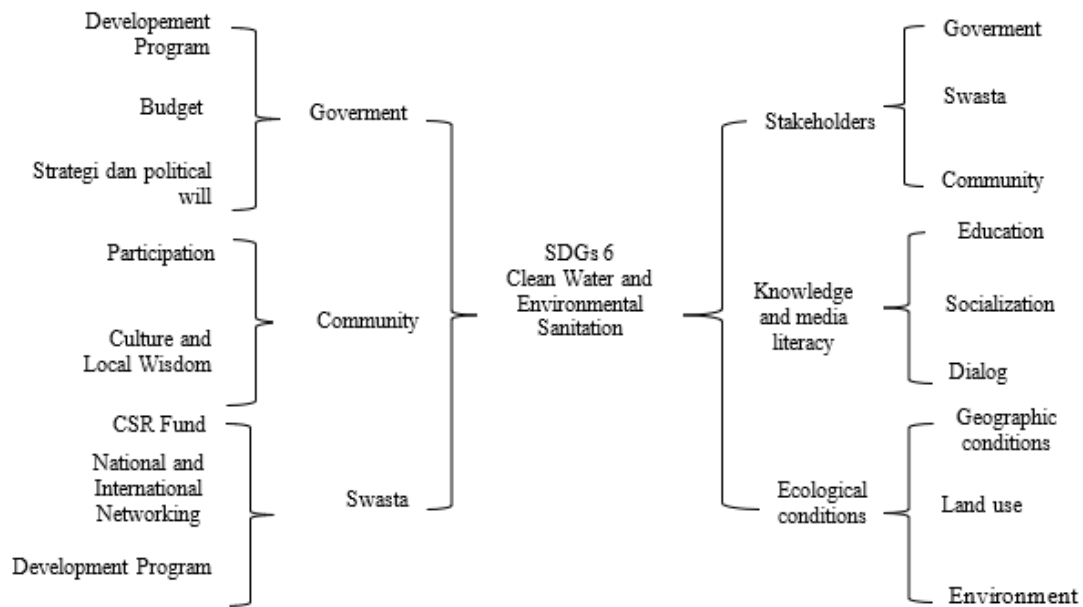 Developement
Program
Budget
Strategi dan political
will
Goverment
Participation
Culture and
Local Wisdom
Community
CSR Fund
National and
International
Networking
Development Program
Swasta
SDGs 6
Clean Water and
Environmental
Sanitation
Stakeholders
Goverment
Swasta
Community
Knowledge
and media
literacy
Education
Socialization
Dialog
Ecological
conditions
Geographic
conditions
Land use
Environment